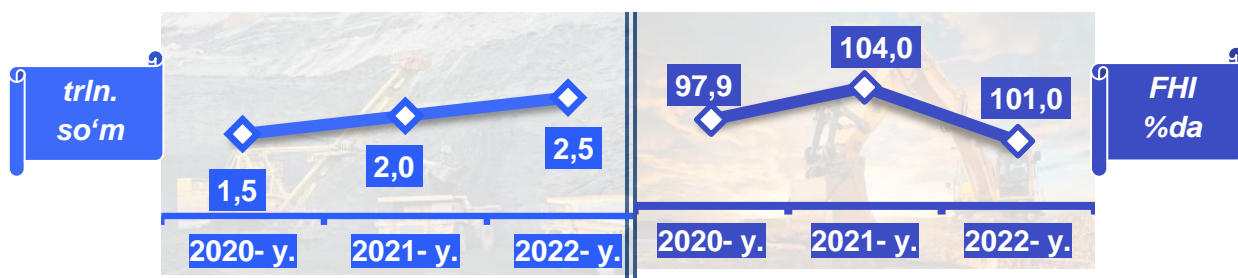 trln.
so‘m
1,5
2,0
2,5
2020- y.
2021- y.
2022- y.
97,9
104,0
101,0
2020- y.
2021- y.
2022- y.
FHI
%da